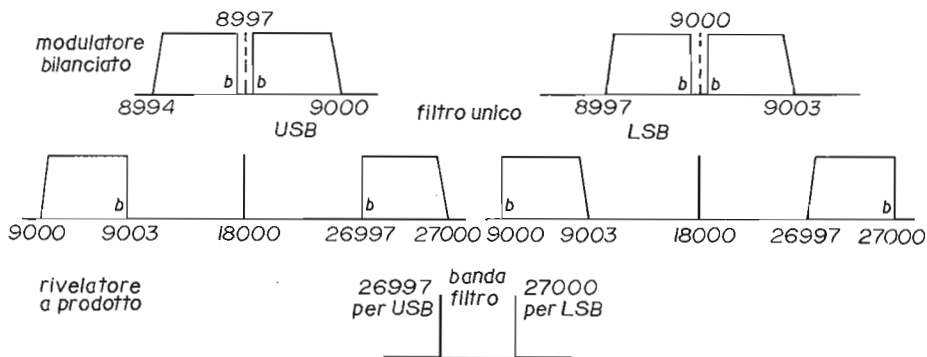 8997
9000
modulatore
bilanciato
b b
b b
8994
9000
8997
9003
filtro unico
USB
LSB
b
b
b
b
9000
9003
18000
26997
27000
9000
9003
18000
26997
27000
rivelatore
a prodotto
26997
per USB
banda
filtro
27000
per LSB